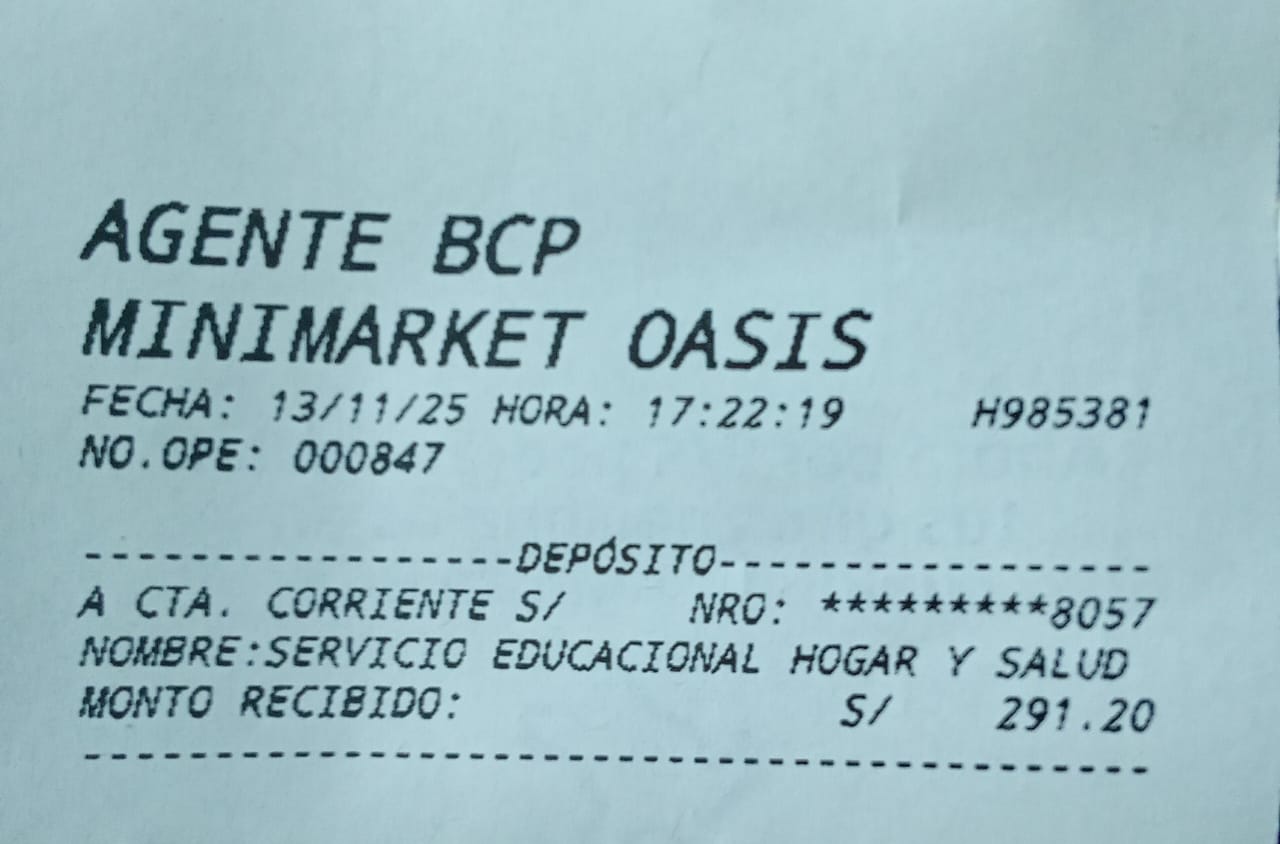 AGENTE BCP
MINIMARKET OASIS
FECHA: 13/11/25 HORA: 17:22:19 H985381
NO.OPE: 000847
-----------------DEPÓSITO-----------------
A CTA. CORRIENTE S/ NRO: *********8057
NOMBRE:SERVICIO EDUCACIONAL HOGAR Y SALUD
MONTO RECIBIDO: S/ 291.20
------------------------------------------